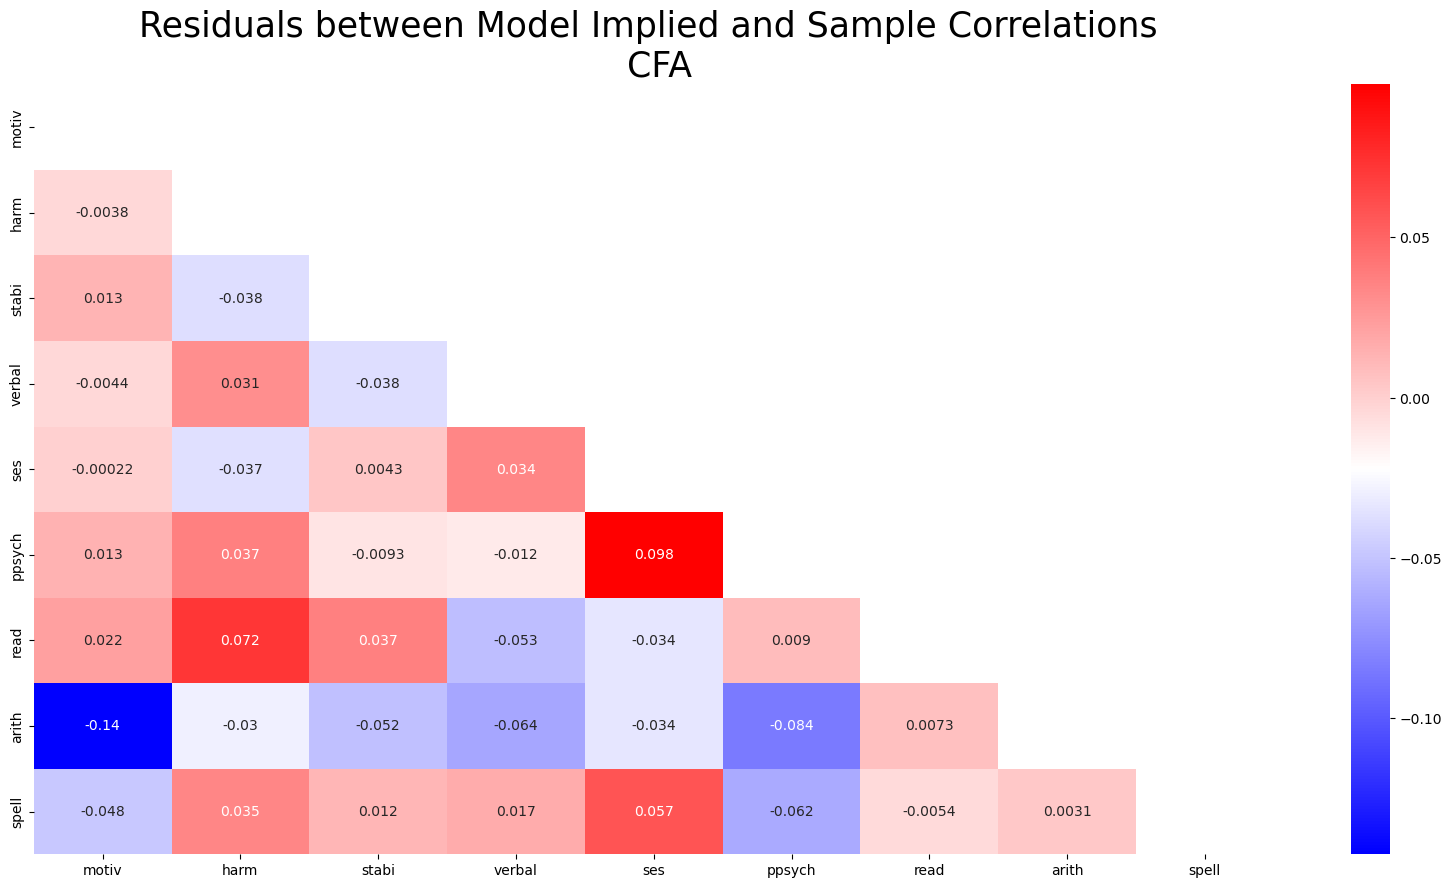 Residuals between Model Implied and Sample Correlations
CFA
motiv
harm -0.0038
stabi 0.013 -0.038
verbal -0.0044 0.031 -0.038
ses -0.00022 -0.037 0.0043 0.034
ppsych 0.013 0.037 -0.0093 -0.012 0.098
read 0.022 0.072 0.037 -0.053 -0.034 0.009
arith -0.14 -0.03 -0.052 -0.064 -0.034 -0.084 0.0073
spell -0.048 0.035 0.012 0.017 0.057 -0.062 -0.0054 0.0031
motiv harm stabi verbal ses ppsych read arith spell
0.05
0.00
−0.05
−0.10